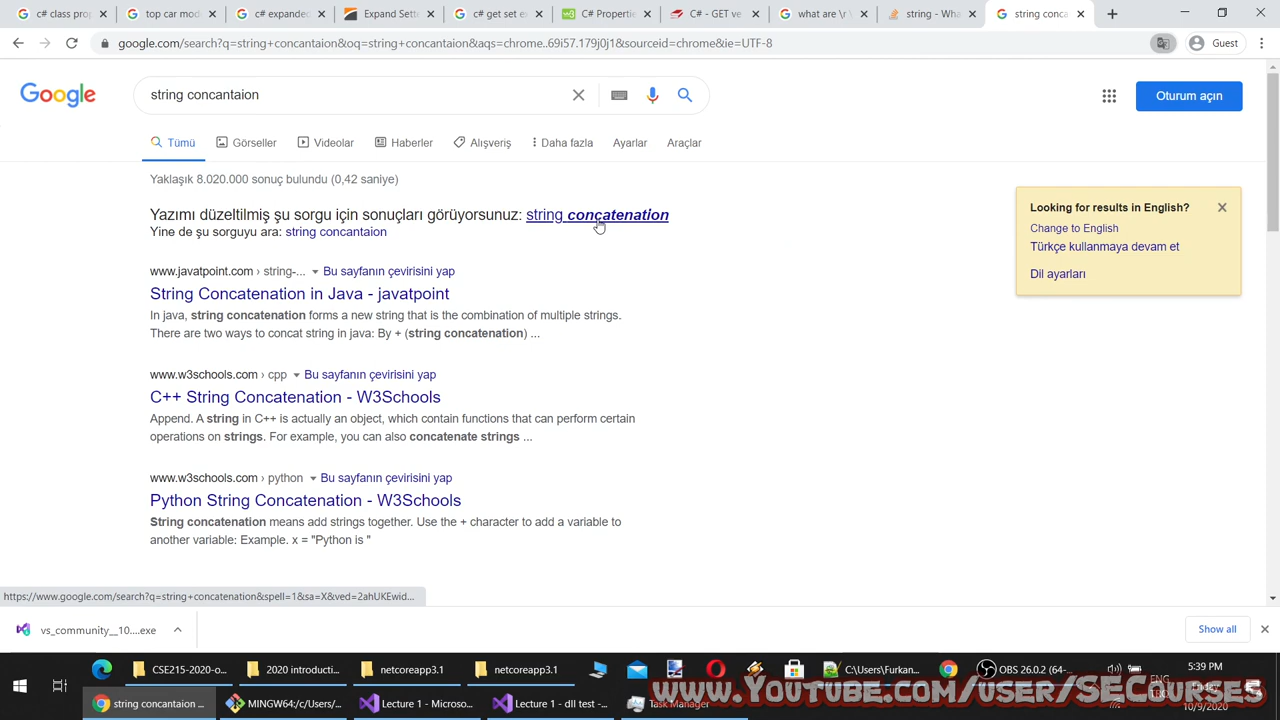 c# class prop
top car mode
c# expanded
Expand Sett
c# get set ex
C# Properties
C# - GET ve
what are \r \
string - Wha
string conca
google.com/search?q=string+concantaion&oq=string+concantaion&aqs=chrome..69i57.179j0j1&sourceid=chrome&ie=UTF-8
Guest
Google
string concantaion
Oturum açın
Tümü
Görseller
Videolar
Haberler
Alışveriş
Daha fazla
Ayarlar
Araçlar
Yaklaşık 8.020.000 sonuç bulundu (0,42 saniye)
Yazımı düzeltilmiş şu sorgu için sonuçları görüyorsunuz: string concatenation
Yine de şu sorguyu ara: string concantaion
Looking for results in English?
Change to English
Türkçe kullanmaya devam et
Dil ayarları
www.javatpoint.com › string-... Bu sayfanın çevirisini yap
String Concatenation in Java - javatpoint
In java, string concatenation forms a new string that is the combination of multiple strings.
There are two ways to concat string in java: By + (string concatenation) ...
www.w3schools.com › cpp Bu sayfanın çevirisini yap
C++ String Concatenation - W3Schools
Append. A string in C++ is actually an object, which contain functions that can perform certain
operations on strings. For example, you can also concatenate strings ...
www.w3schools.com › python Bu sayfanın çevirisini yap
Python String Concatenation - W3Schools
String concatenation means add strings together. Use the + character to add a variable to
another variable: Example. x = "Python is "
https://www.google.com/search?q=string+concatenation&spell=1&sa=X&ved=2ahUKEwid...
vs_community__10....exe
Show all
CSE215-2020-o...
2020 introducti...
netcoreapp3.1
netcoreapp3.1
C:\Users\Furkan...
OBS 26.0.2 (64-...
ENG
5:39 PM
Friday
10/9/2020
string concantaion ...
MINGW64:/c/Users/...
Lecture 1 - Microso...
Lecture 1 - dll test -...
Task Manager
www.Youtube.com/user/SECourses